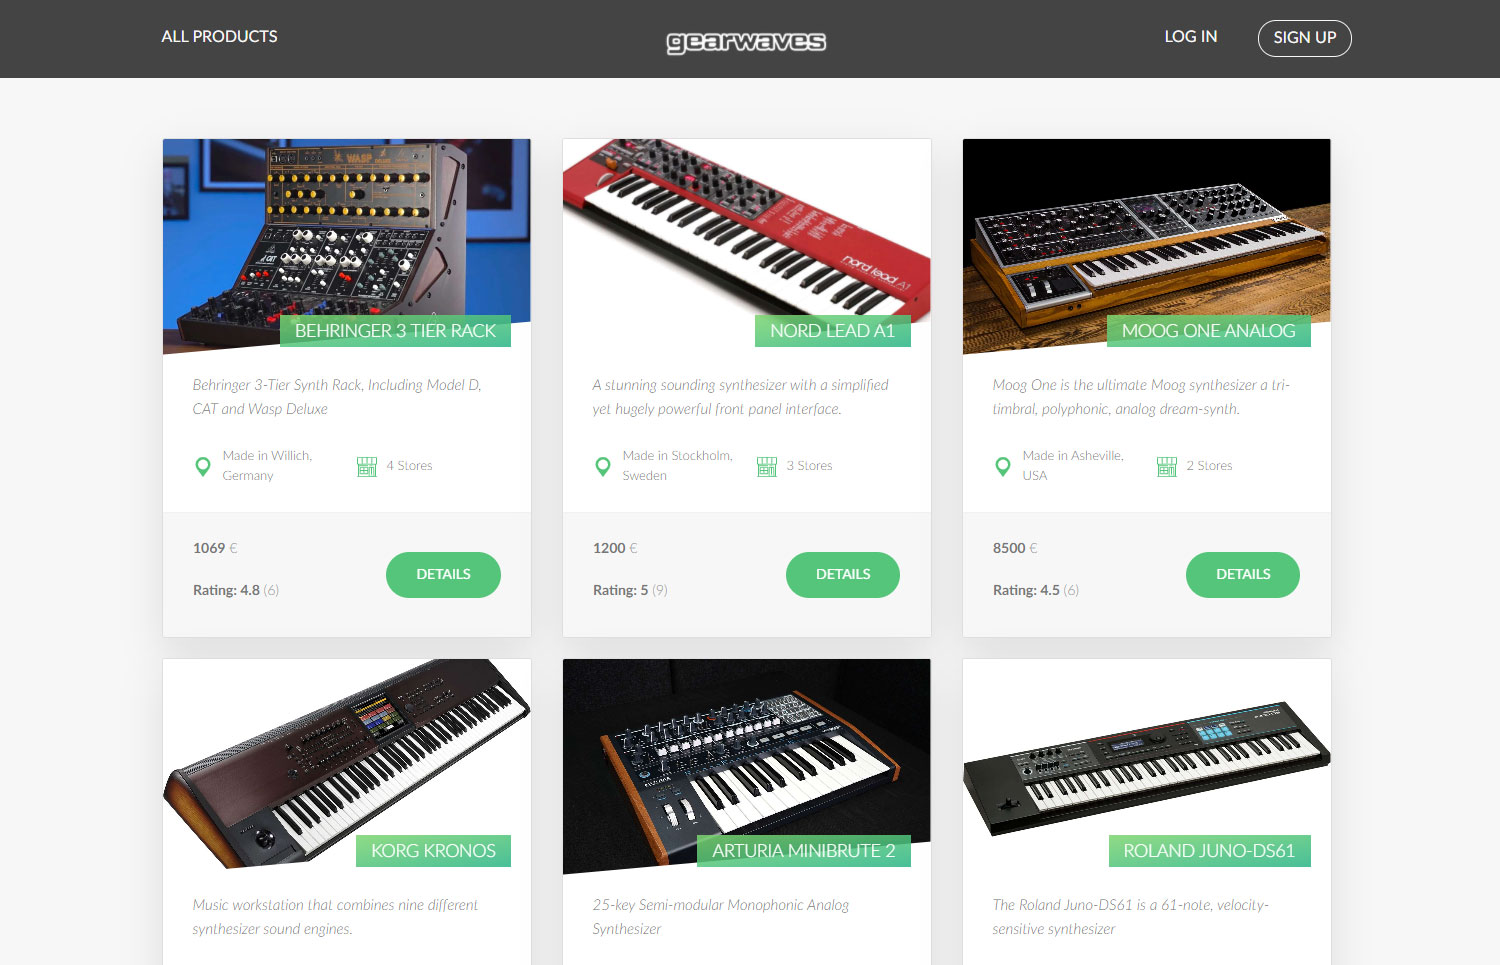 ALL PRODUCTS
gearwaves
LOG IN
SIGN UP
WASP
CAT
BEHRINGER 3 TIER RACK
Behringer 3-Tier Synth Rack, Including Model D,
CAT and Wasp Deluxe
Made in Willich,
Germany
4 Stores
1069 €
Rating: 4.8 (6)
DETAILS
nord lead A1
NORD LEAD A1
A stunning sounding synthesizer with a simplified
yet hugely powerful front panel interface.
Made in Stockholm,
Sweden
3 Stores
1200 €
Rating: 5 (9)
DETAILS
MOOG ONE ANALOG
Moog One is the ultimate Moog synthesizer a tri-
timbral, polyphonic, analog dream-synth.
Made in Asheville,
USA
2 Stores
8500 €
Rating: 4.5 (6)
DETAILS
KORG KRONOS
Music workstation that combines nine different
synthesizer sound engines.
ARTURIA MINIBRUTE 2
25-key Semi-modular Monophonic Analog
Synthesizer
ROLAND JUNO-DS61
The Roland Juno-DS61 is a 61-note, velocity-
sensitive synthesizer